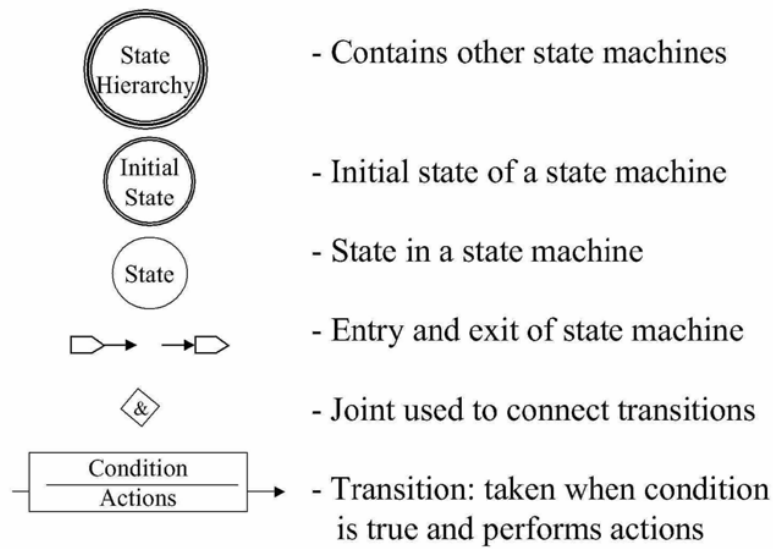 State
Hierarchy
- Contains other state machines
Initial
State
- Initial state of a state machine
State
- State in a state machine
- Entry and exit of state machine
&
- Joint used to connect transitions
Condition
Actions
- Transition: taken when condition
is true and performs actions